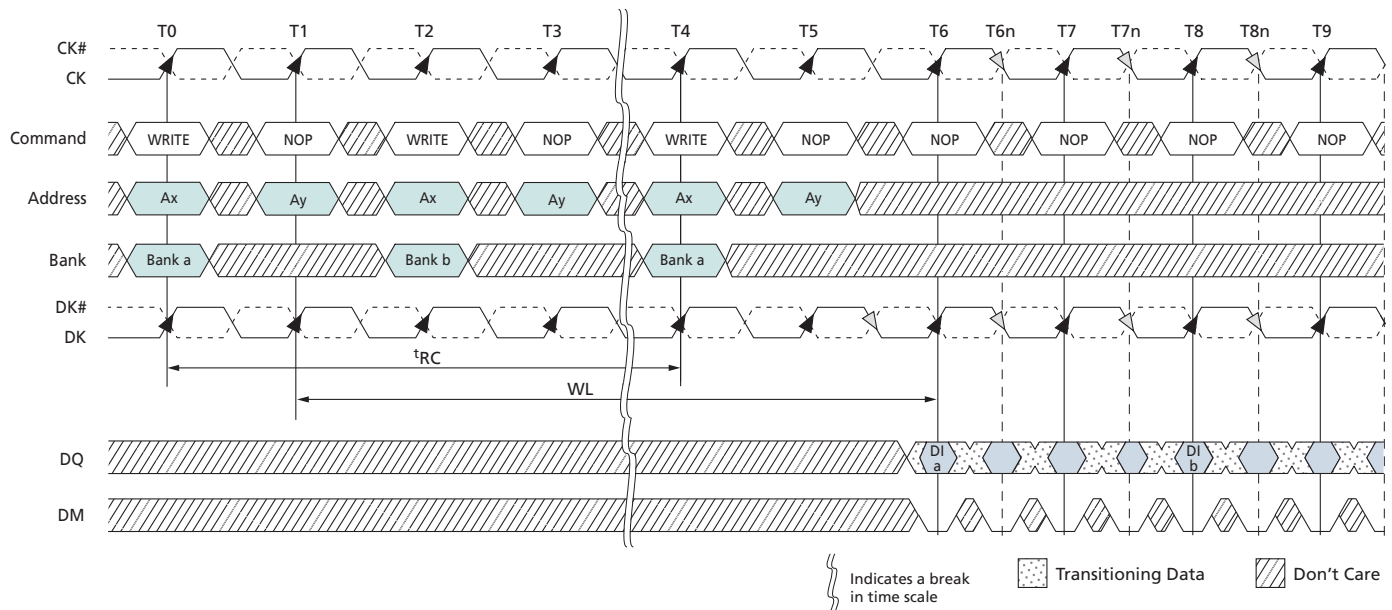 T0 T1 T2 T3 T4 T5 T6 T6n T7 T7n T8 T8n T9
CK#
CK
Command WRITE NOP WRITE NOP WRITE NOP NOP NOP NOP NOP
Address Ax Ay Ax Ay Ax Ay
Bank Bank a Bank b Bank a
DK#
DK
tRC
WL
DQ DI a DI b
DM
Indicates a break
in time scale
Transitioning Data
Don't Care